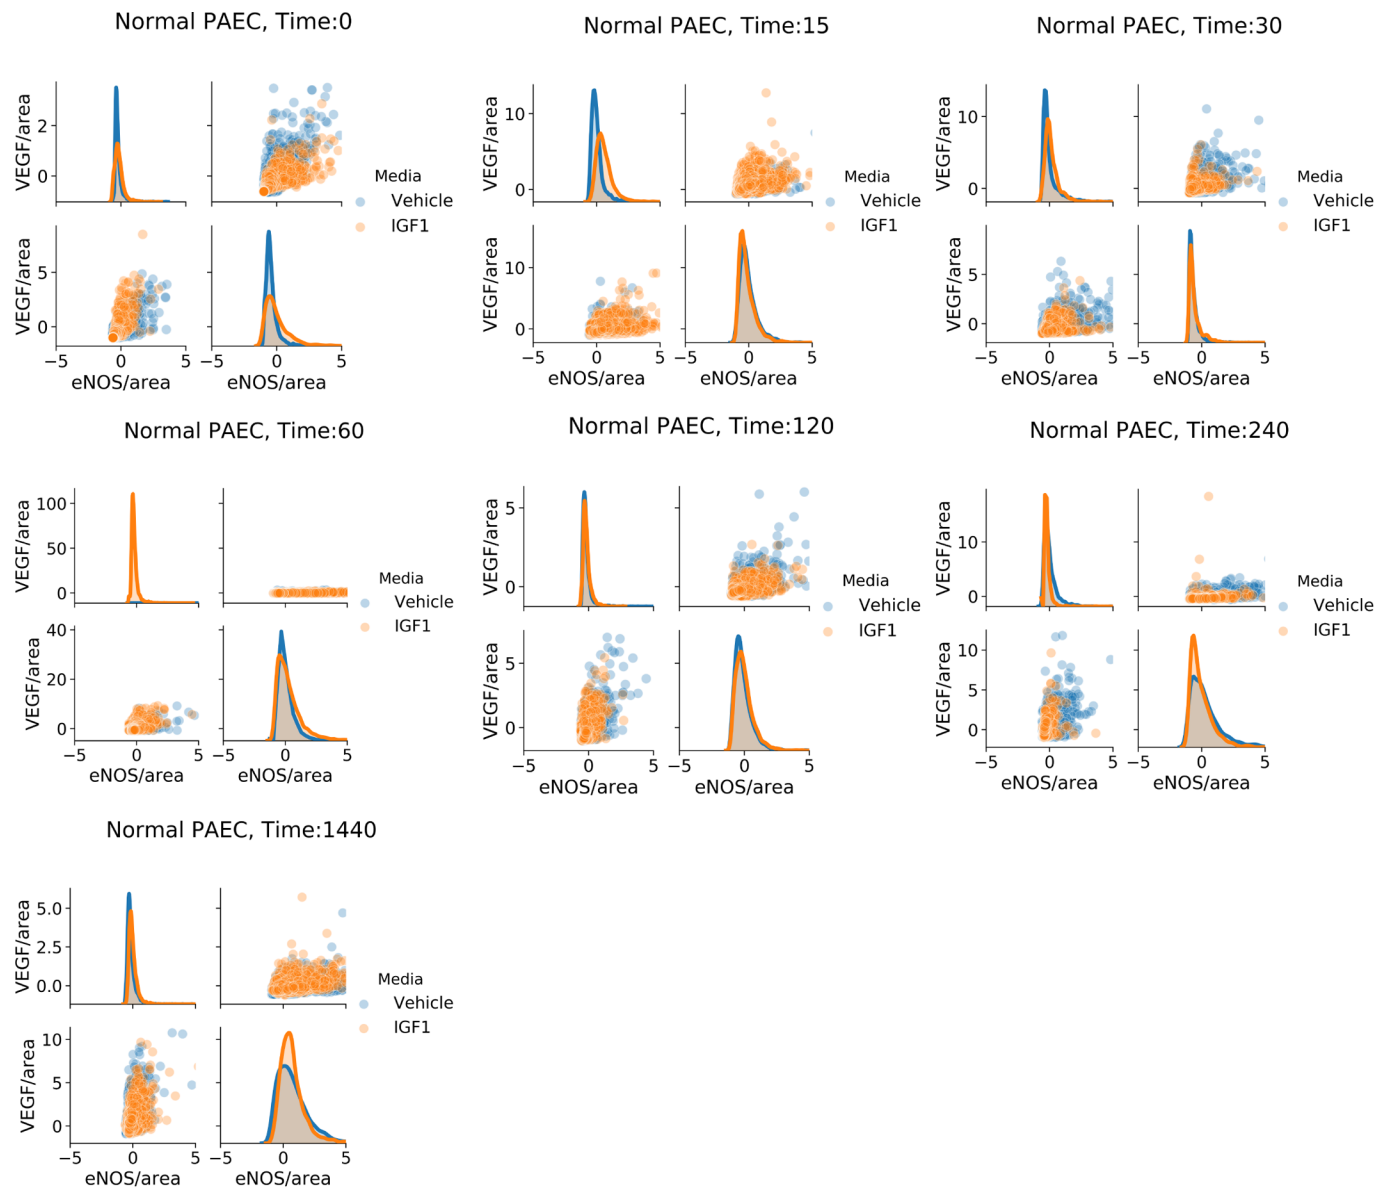 Normal PAEC, Time:0
VEGF/area
2
0
VEGF/area
5
0
−5
0
5
−5
0
5
eNOS/area
eNOS/area
Media
Vehicle
IGF1
Normal PAEC, Time:15
VEGF/area
10
0
VEGF/area
10
0
−5
0
5
−5
0
5
eNOS/area
eNOS/area
Media
Vehicle
IGF1
Normal PAEC, Time:30
VEGF/area
10
0
VEGF/area
5
0
−5
0
5
−5
0
5
eNOS/area
eNOS/area
Media
Vehicle
IGF1
Normal PAEC, Time:60
VEGF/area
100
50
0
VEGF/area
40
20
0
−5
0
5
−5
0
5
eNOS/area
eNOS/area
Media
Vehicle
IGF1
Normal PAEC, Time:120
VEGF/area
5
0
VEGF/area
5
0
−5
0
5
−5
0
5
eNOS/area
eNOS/area
Media
Vehicle
IGF1
Normal PAEC, Time:240
VEGF/area
10
0
VEGF/area
10
5
0
−5
0
5
−5
0
5
eNOS/area
eNOS/area
Media
Vehicle
IGF1
Normal PAEC, Time:1440
VEGF/area
5.0
2.5
0.0
VEGF/area
10
5
0
−5
0
5
−5
0
5
eNOS/area
eNOS/area
Media
Vehicle
IGF1